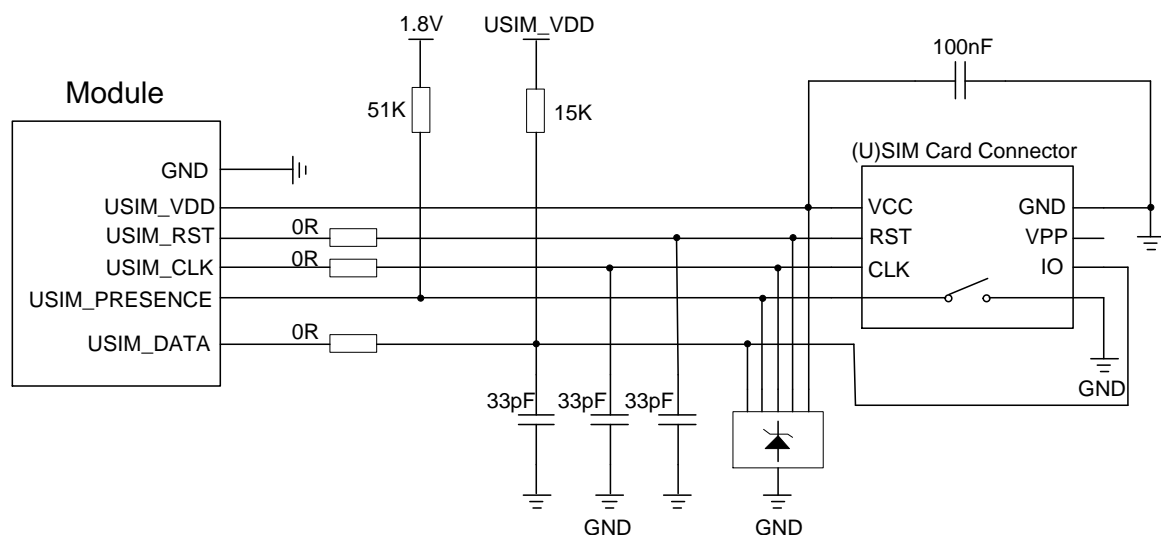 1.8V
USIM_VDD
100nF
Module
51K
15K
(U)SIM Card Connector
GND
USIM_VDD
USIM_RST
USIM_CLK
USIM_PRESENCE
USIM_DATA
0R
0R
0R
VCC
RST
CLK
GND
VPP
IO
GND
33pF
33pF
33pF
GND
GND